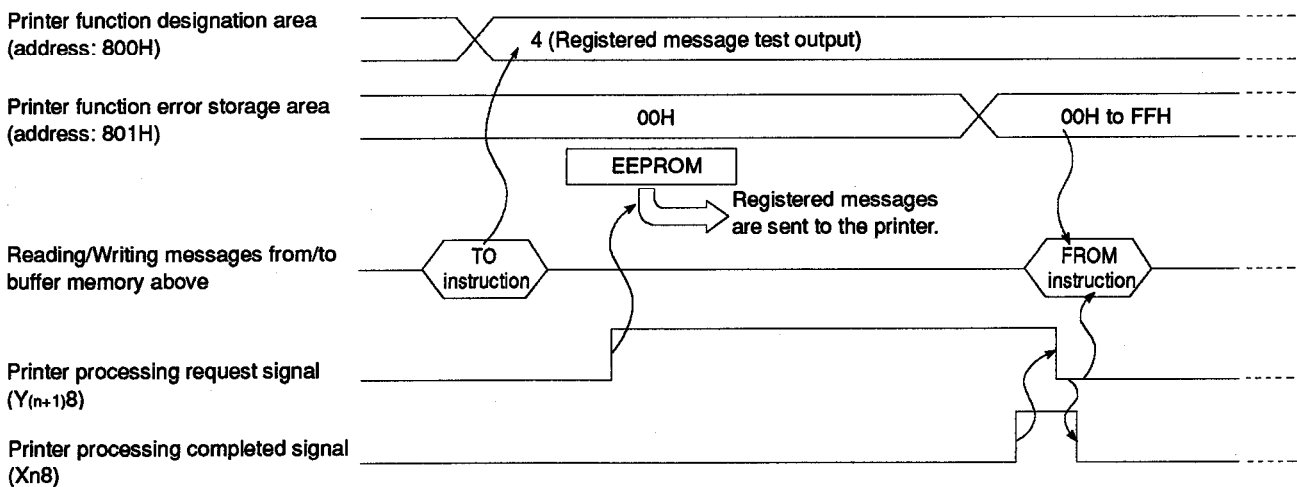 Printer function designation area
(address: 800H)
4 (Registered message test output)
Printer function error storage area
(address: 801H)
00H
00H to FFH
EEPROM
Registered messages
are sent to the printer.
Reading/Writing messages from/to
buffer memory above
TO
instruction
FROM
instruction
Printer processing request signal
(Y(n+1)8)
Printer processing completed signal
(Xn8)